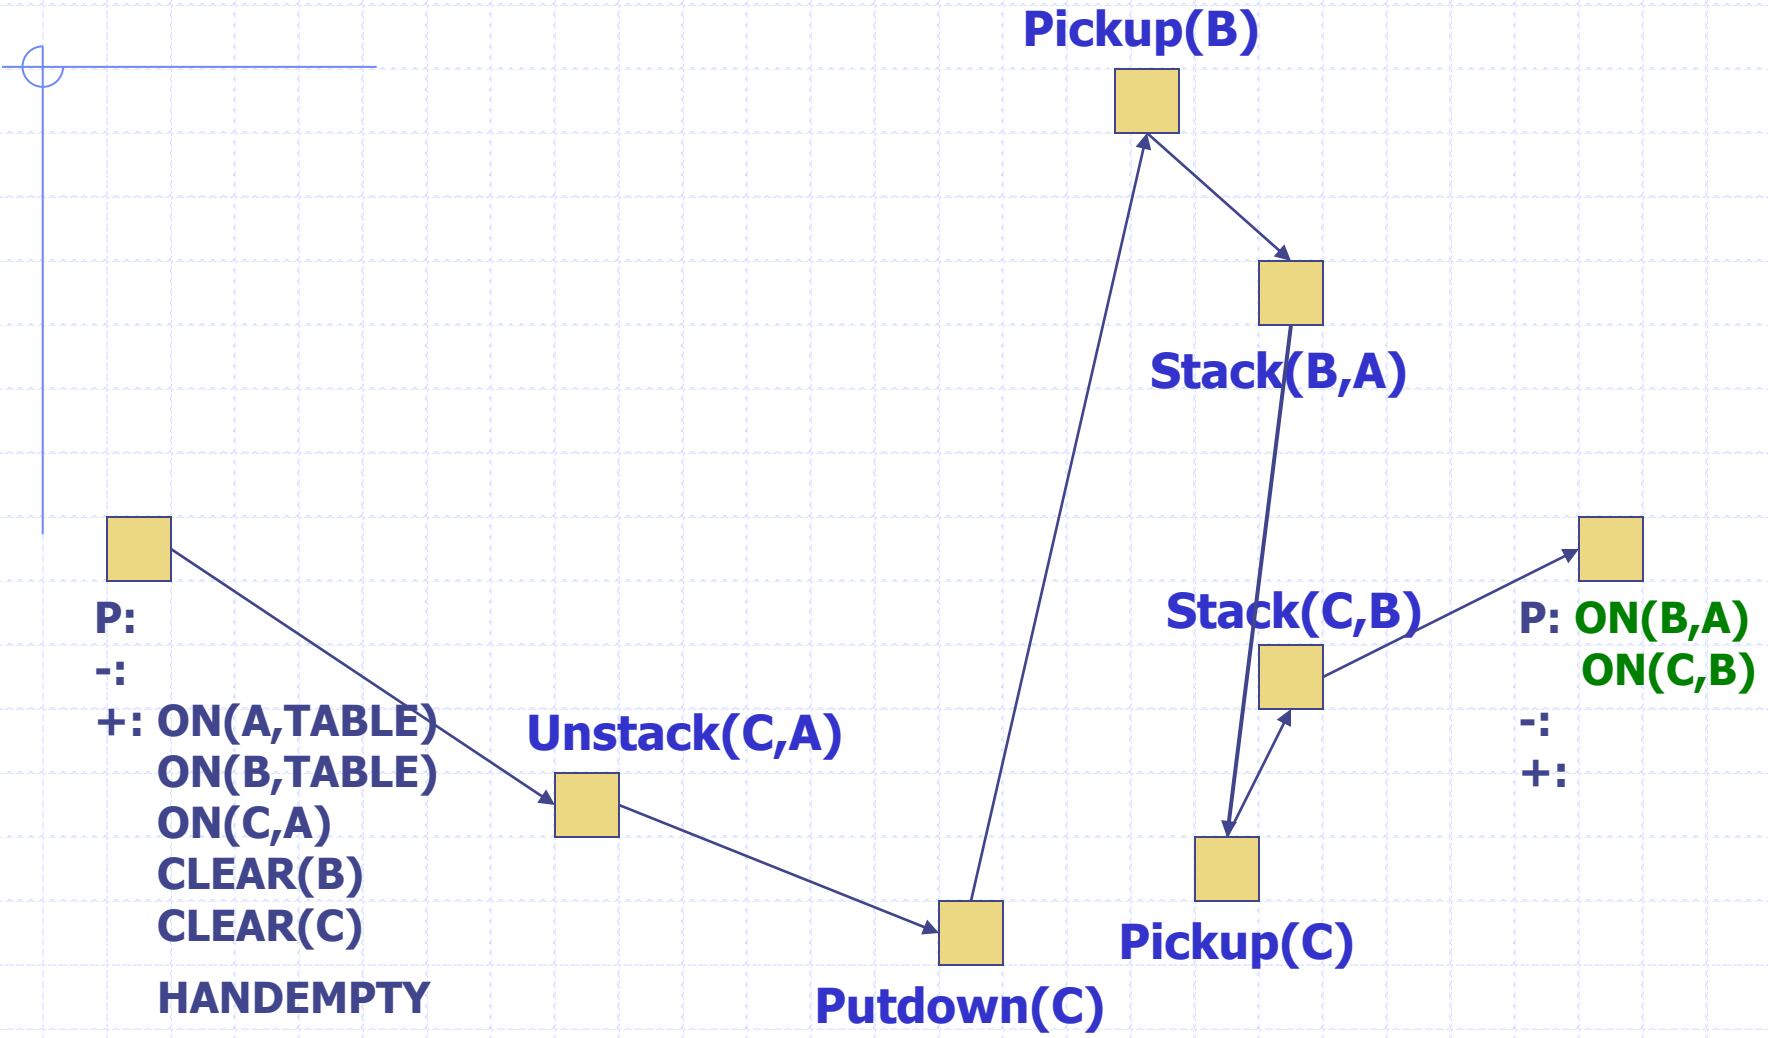 Pickup(B)
Stack(B,A)
Stack(C,B)
P:
-:
+: ON(A,TABLE)
ON(B,TABLE)
ON(C,A)
CLEAR(B)
CLEAR(C)
HANDEMPTY
Unstack(C,A)
Putdown(C)
Pickup(C)
P: ON(B,A)
ON(C,B)
-:
+: